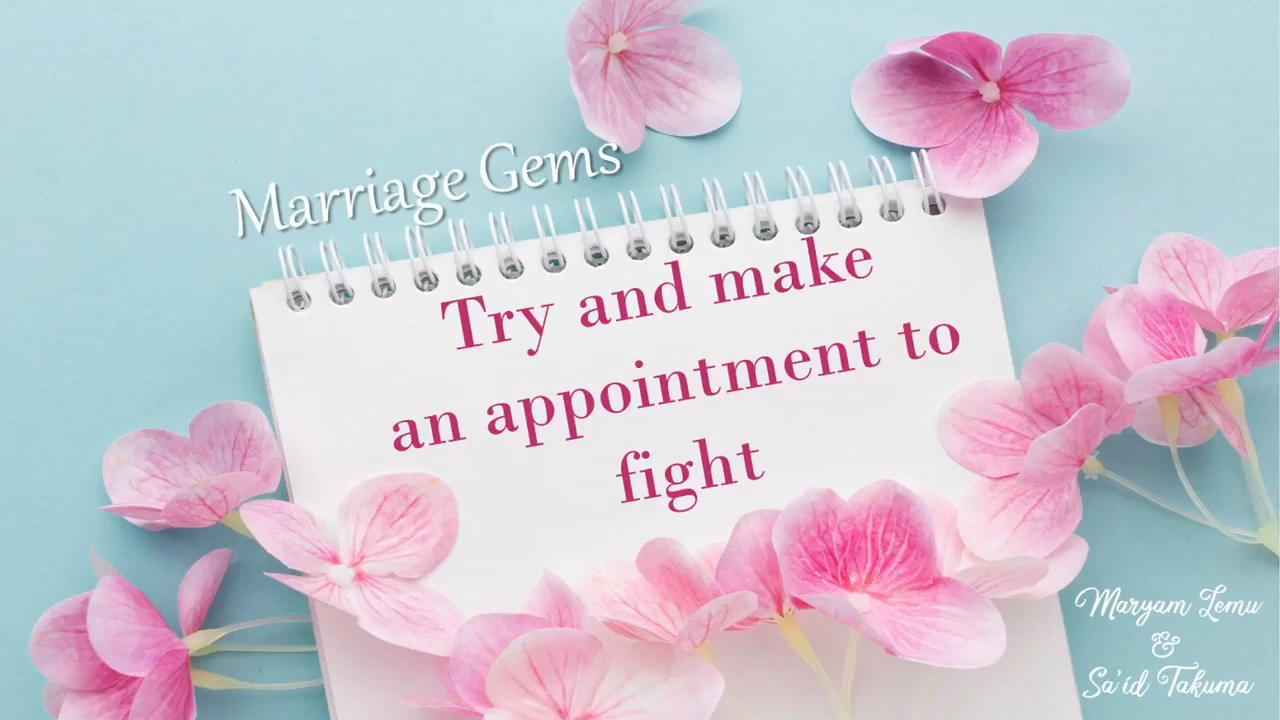 Marriage Gems
Try and make
an appointment to
fight
Maryam Lemu
&
Sa'id Takuma